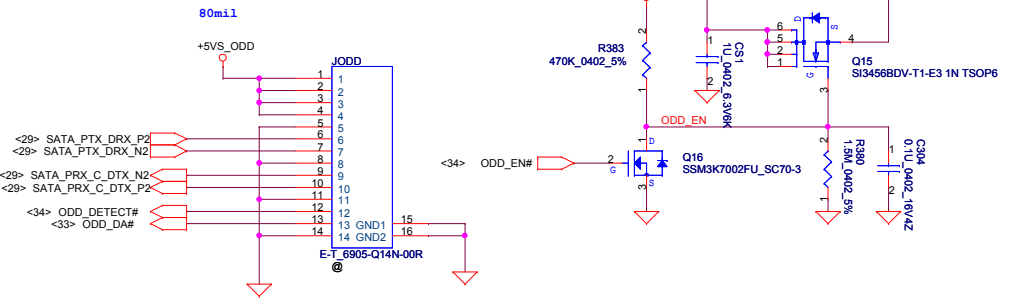 80mil
+5VS_ODD
JODD
1 1
2 2
3 3
4 4
5 5
<29> SATA_PTX_DRX_P2 6 6
<29> SATA_PTX_DRX_N2 7 7
8 8
<29> SATA_PRX_C_DTX_N2 9 9
<29> SATA_PRX_C_DTX_P2 10 10
11 11
<34> ODD_DETECT# 12 12
<33> ODD_DA# 13 13 GND1 15
14 14 GND2 16
E-T_6905-Q14N-00R
@
R383
470K_0402_5%
2
1
CS1
1U_0402_6.3V6K
1
2
6
5
2
1
D
S
G
4
3
Q15
SI3456BDV-T1-E3 1N TSOP6
ODD_EN
<34> ODD_EN# 2
G
1
D
S
3
Q16
SSM3K7002FU_SC70-3
R380
1.5M_0402_5%
2
1
C304
0.1U_0402_16V4Z
1
2